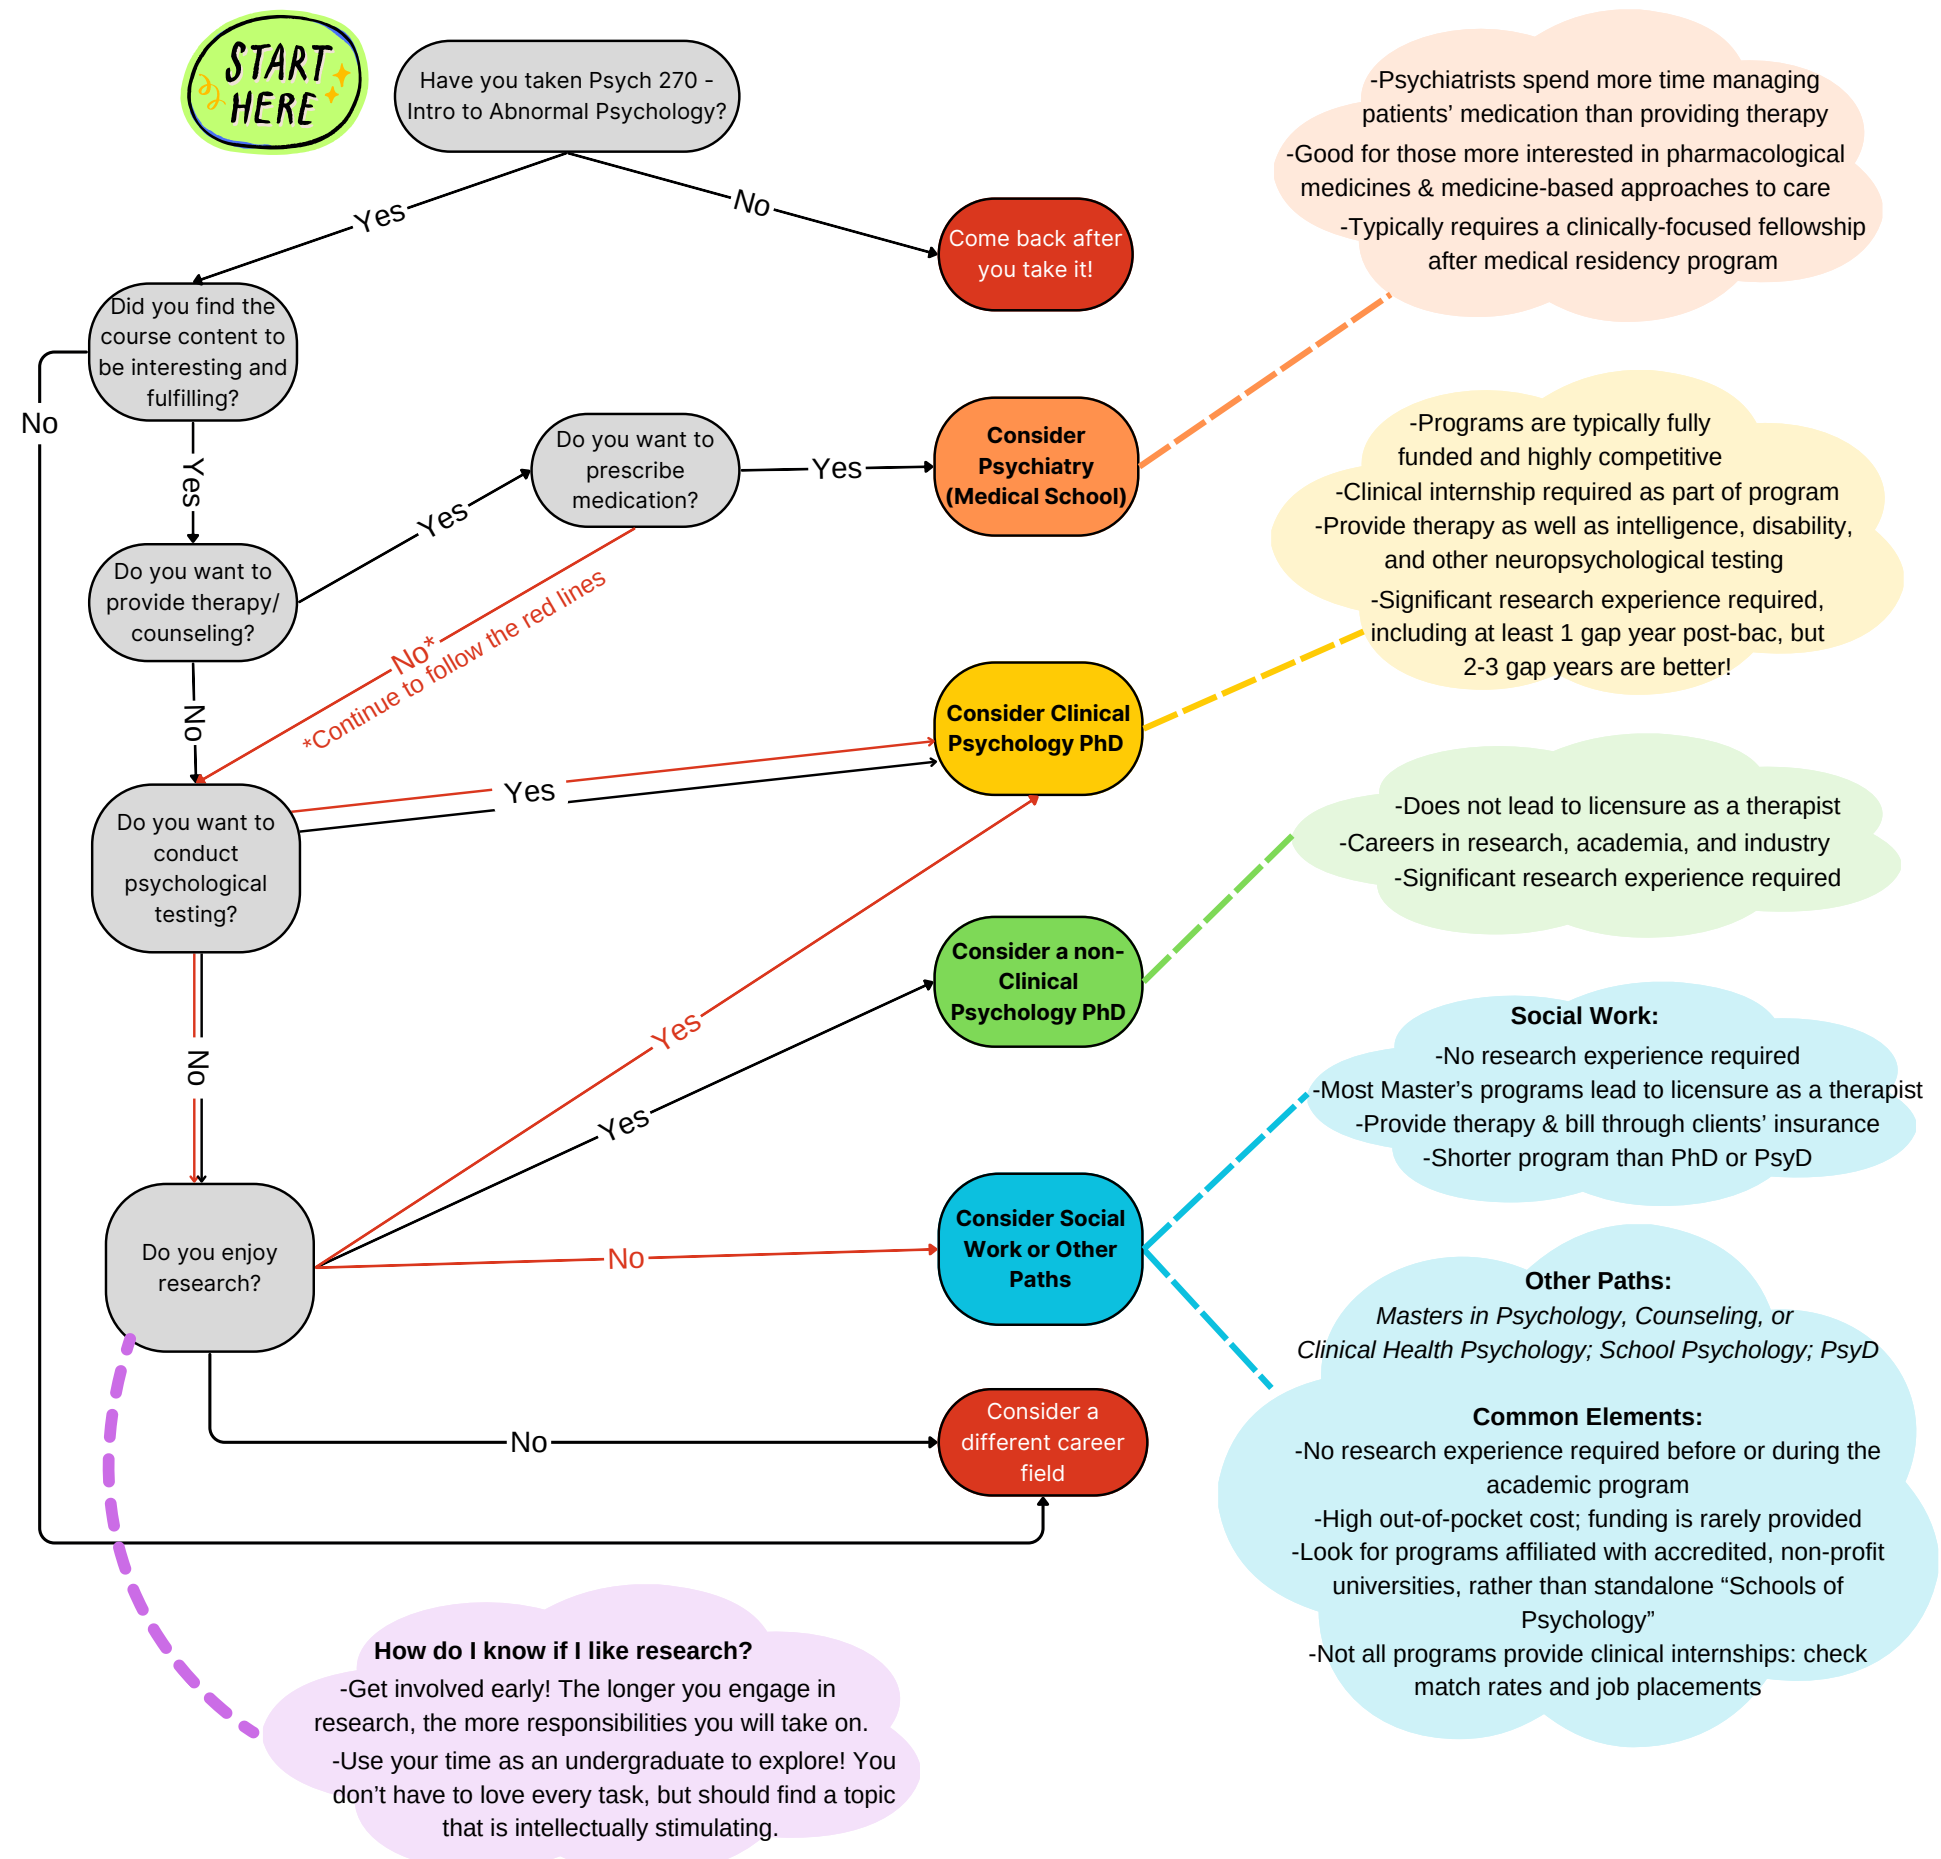 START
HERE
Have you taken Psych 270 -
Intro to Abnormal Psychology?
Yes
No
Come back after
you take it!
Did you find the
course content to
be interesting and
fulfilling?
No
Yes
Do you want to
provide therapy/
counseling?
Yes
Do you want to
prescribe
medication?
Yes
Consider
Psychiatry
(Medical School)
-Psychiatrists spend more time managing
patients’ medication than providing therapy
-Good for those more interested in pharmacological
medicines & medicine-based approaches to care
-Typically requires a clinically-focused fellowship
after medical residency program
No*
*Continue to follow the red lines
No
Do you want to
conduct
psychological
testing?
Yes
Consider Clinical
Psychology PhD
-Programs are typically fully
funded and highly competitive
-Clinical internship required as part of program
-Provide therapy as well as intelligence, disability,
and other neuropsychological testing
-Significant research experience required,
including at least 1 gap year post-bac, but
2-3 gap years are better!
No
Do you enjoy
research?
Yes
Yes
Consider a non-
Clinical
Psychology PhD
-Does not lead to licensure as a therapist
-Careers in research, academia, and industry
-Significant research experience required
No
Consider Social
Work or Other
Paths
Social Work:
-No research experience required
-Most Master’s programs lead to licensure as a therapist
-Provide therapy & bill through clients’ insurance
-Shorter program than PhD or PsyD
Other Paths:
Masters in Psychology, Counseling, or
Clinical Health Psychology; School Psychology; PsyD
Common Elements:
-No research experience required before or during the
academic program
-High out-of-pocket cost; funding is rarely provided
-Look for programs affiliated with accredited, non-profit
universities, rather than standalone “Schools of
Psychology”
-Not all programs provide clinical internships: check
match rates and job placements
No
Consider a
different career
field
How do I know if I like research?
-Get involved early! The longer you engage in
research, the more responsibilities you will take on.
-Use your time as an undergraduate to explore! You
don’t have to love every task, but should find a topic
that is intellectually stimulating.